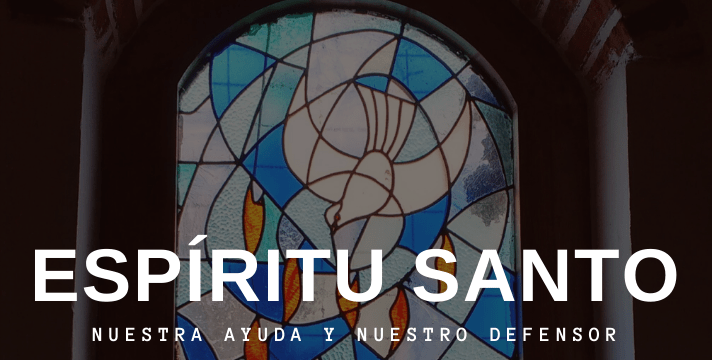 ESPÍRITU SANTO
NUESTRA AYUDA Y NUESTRO DEFENSOR